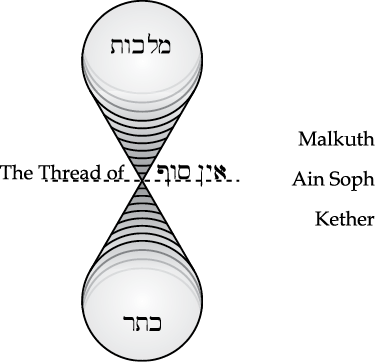 מלכות
Malkuth
The Thread of אין סוף
Ain Soph
Kether
כתר